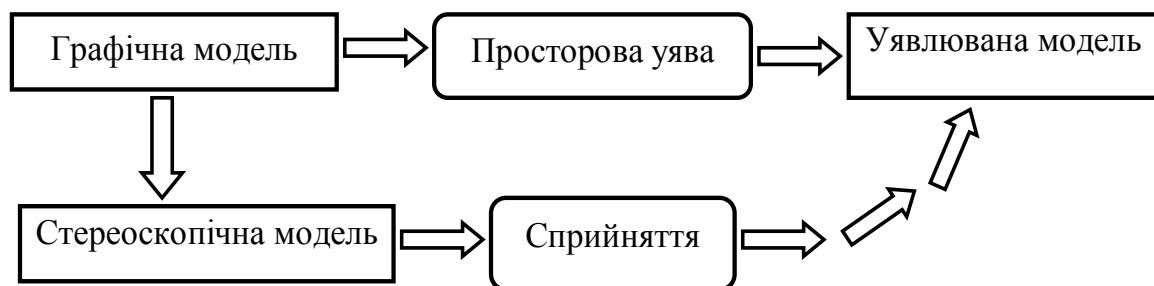 Графічна модель
Просторова уява
Уявлювана модель
Стереоскопічна модель
Сприйняття